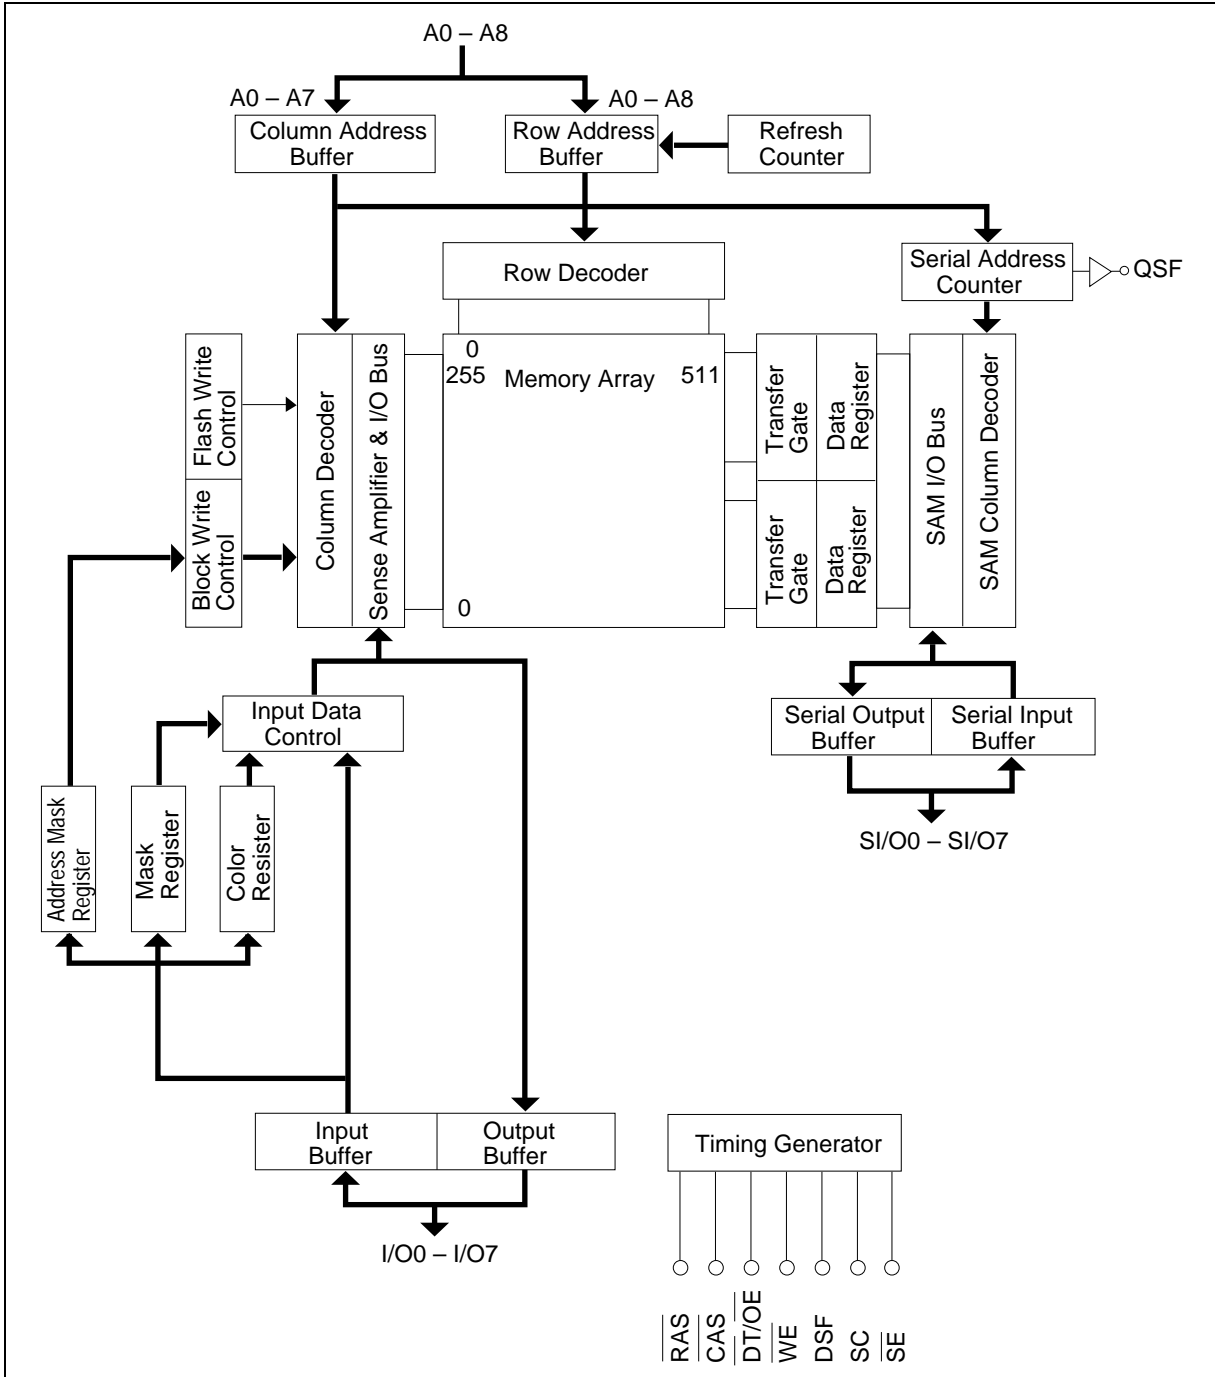 A0 – A8
A0 – A7
A0 – A8
Column Address
Buffer
Row Address
Buffer
Refresh
Counter
Row Decoder
Serial Address
Counter
QSF
Flash Write
Control
Block Write
Control
Column Decoder
Sense Amplifier & I/O Bus
0
255
Memory Array
511
0
Transfer
Gate
Data
Register
Transfer
Gate
Data
Register
SAM I/O Bus
SAM Column Decoder
Input Data
Control
Serial Output
Buffer
Serial Input
Buffer
SI/O0 – SI/O7
Address Mask
Register
Mask
Register
Color
Resister
Input
Buffer
Output
Buffer
I/O0 – I/O7
Timing Generator
RAS
CAS
DT/OE
WE
DSF
SC
SE